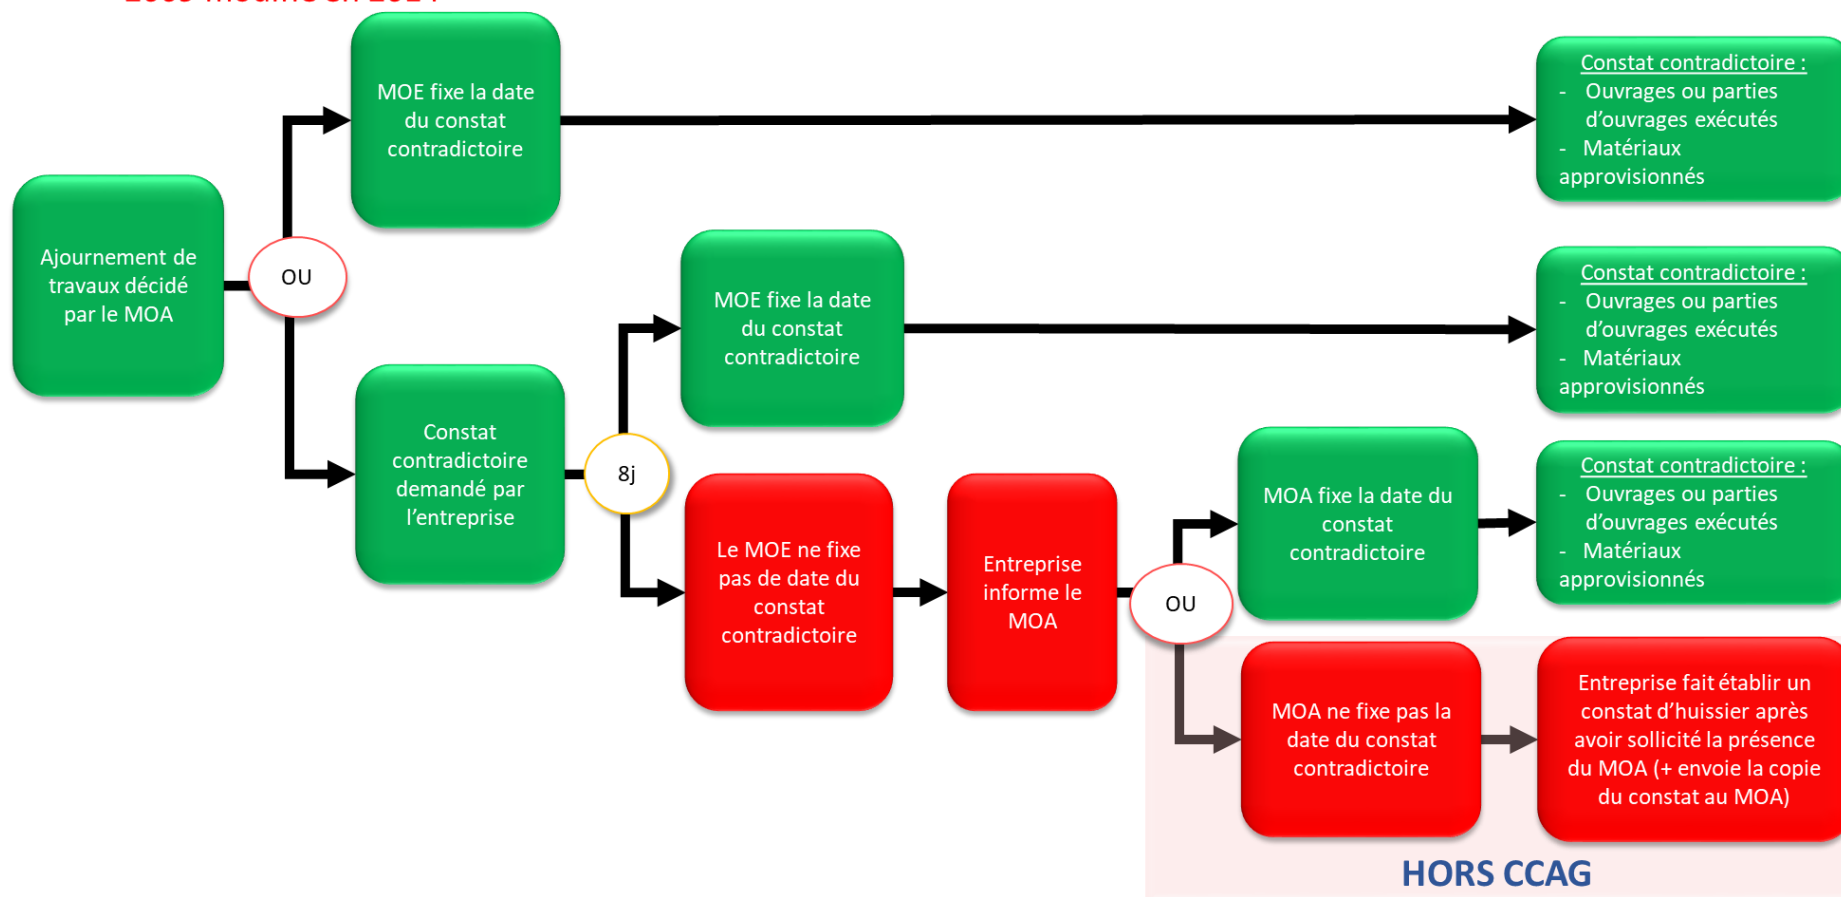 MOE fixe la date
du constat
contradictoire
Constat contradictoire :
- Ouvrages ou parties
d’ouvrages exécutés
- Matériaux
approvisionnés
Ajournement de
travaux décidé
par le MOA
OU
MOE fixe la date
du constat
contradictoire
Constat contradictoire :
- Ouvrages ou parties
d’ouvrages exécutés
- Matériaux
approvisionnés
Constat
contradictoire
demandé par
l’entreprise
8j
Le MOE ne fixe
pas de date du
constat
contradictoire
Entreprise
informe le
MOA
OU
MOA fixe la date du
constat
contradictoire
Constat contradictoire :
- Ouvrages ou parties
d’ouvrages exécutés
- Matériaux
approvisionnés
MOA ne fixe pas la
date du constat
contradictoire
Entreprise fait établir un
constat d’huissier après
avoir sollicité la présence
du MOA (+ envoie la copie
du constat au MOA)
HORS CCAG